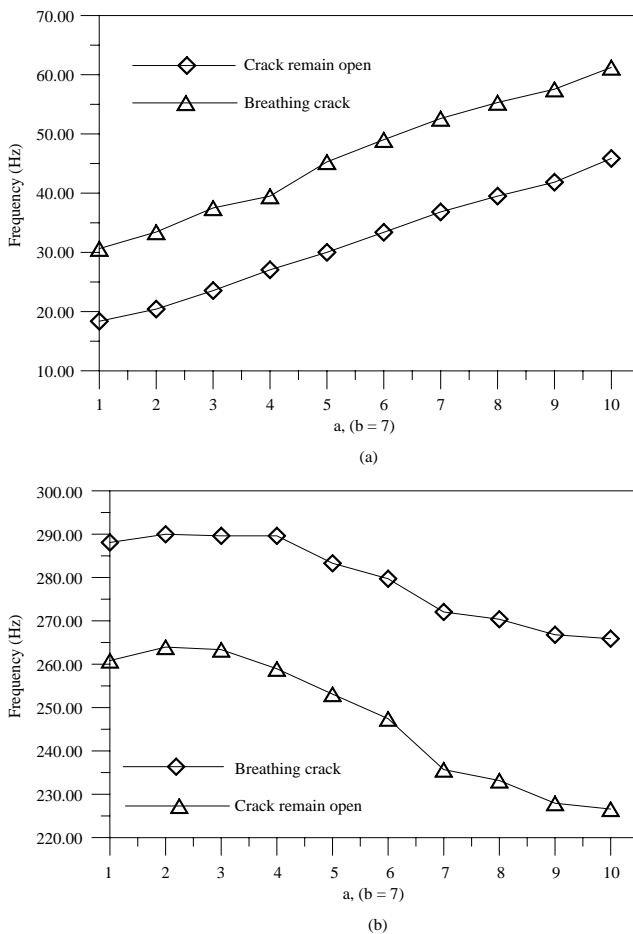 70.00
60.00
50.00
40.00
30.00
20.00
10.00
Frequency (Hz)
Crack remain open
Breathing crack
1 2 3 4 5 6 7 8 9 10
a, (b = 7)
(a)
300.00
290.00
280.00
270.00
260.00
250.00
240.00
230.00
220.00
Frequency (Hz)
Breathing crack
Crack remain open
1 2 3 4 5 6 7 8 9 10
a, (b = 7)
(b)